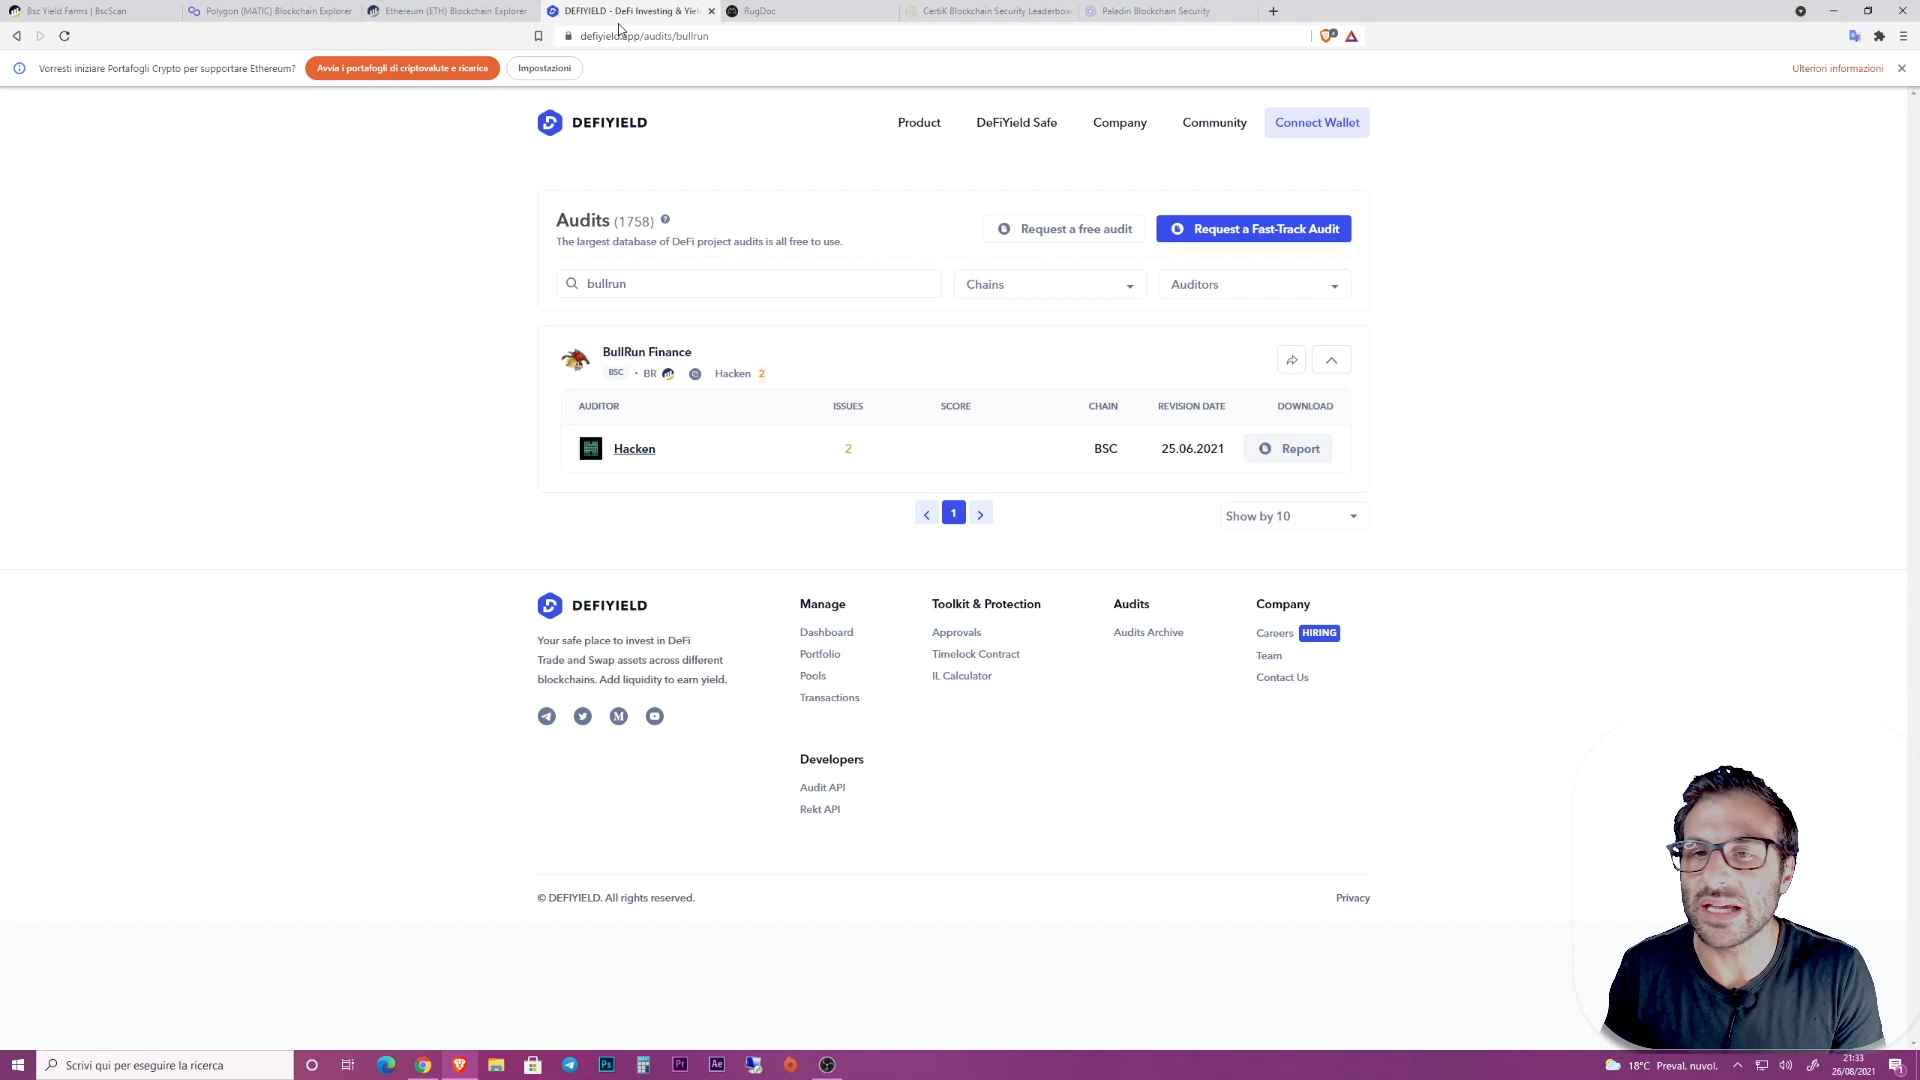 Bsc Yield Farms | BscScan
Polygon (MATIC) Blockchain Explorer
Ethereum (ETH) Blockchain Explorer
DEFIYIELD - DeFi Investing & Yiel
RugDoc
CertiK Blockchain Security Leaderboa
Paladin Blockchain Security
defiyield.app/audits/bullrun
Vorresti iniziare Portafogli Crypto per supportare Ethereum?
Avvia i portafogli di criptovalute e ricarica
Impostazioni
Ulteriori informazioni
DEFIYIELD
Product
DeFiYield Safe
Company
Community
Connect Wallet
Audits (1758)
The largest database of DeFi project audits is all free to use.
Request a free audit
Request a Fast-Track Audit
bullrun
Chains
Auditors
BullRun Finance
BSC • BR Hacken 2
AUDITOR ISSUES SCORE CHAIN REVISION DATE DOWNLOAD
Hacken 2 BSC 25.06.2021 Report
1
Show by 10
DEFIYIELD
Your safe place to invest in DeFi
Trade and Swap assets across different
blockchains. Add liquidity to earn yield.
Manage
Dashboard
Portfolio
Pools
Transactions
Toolkit & Protection
Approvals
Timelock Contract
IL Calculator
Audits
Audits Archive
Company
Careers HIRING
Team
Contact Us
Developers
Audit API
Rekt API
© DEFIYIELD. All rights reserved.
Privacy
Scrivi qui per eseguire la ricerca
Ps
Pr
Ae
18°C Preval. nuvol.
21:33
26/08/2021